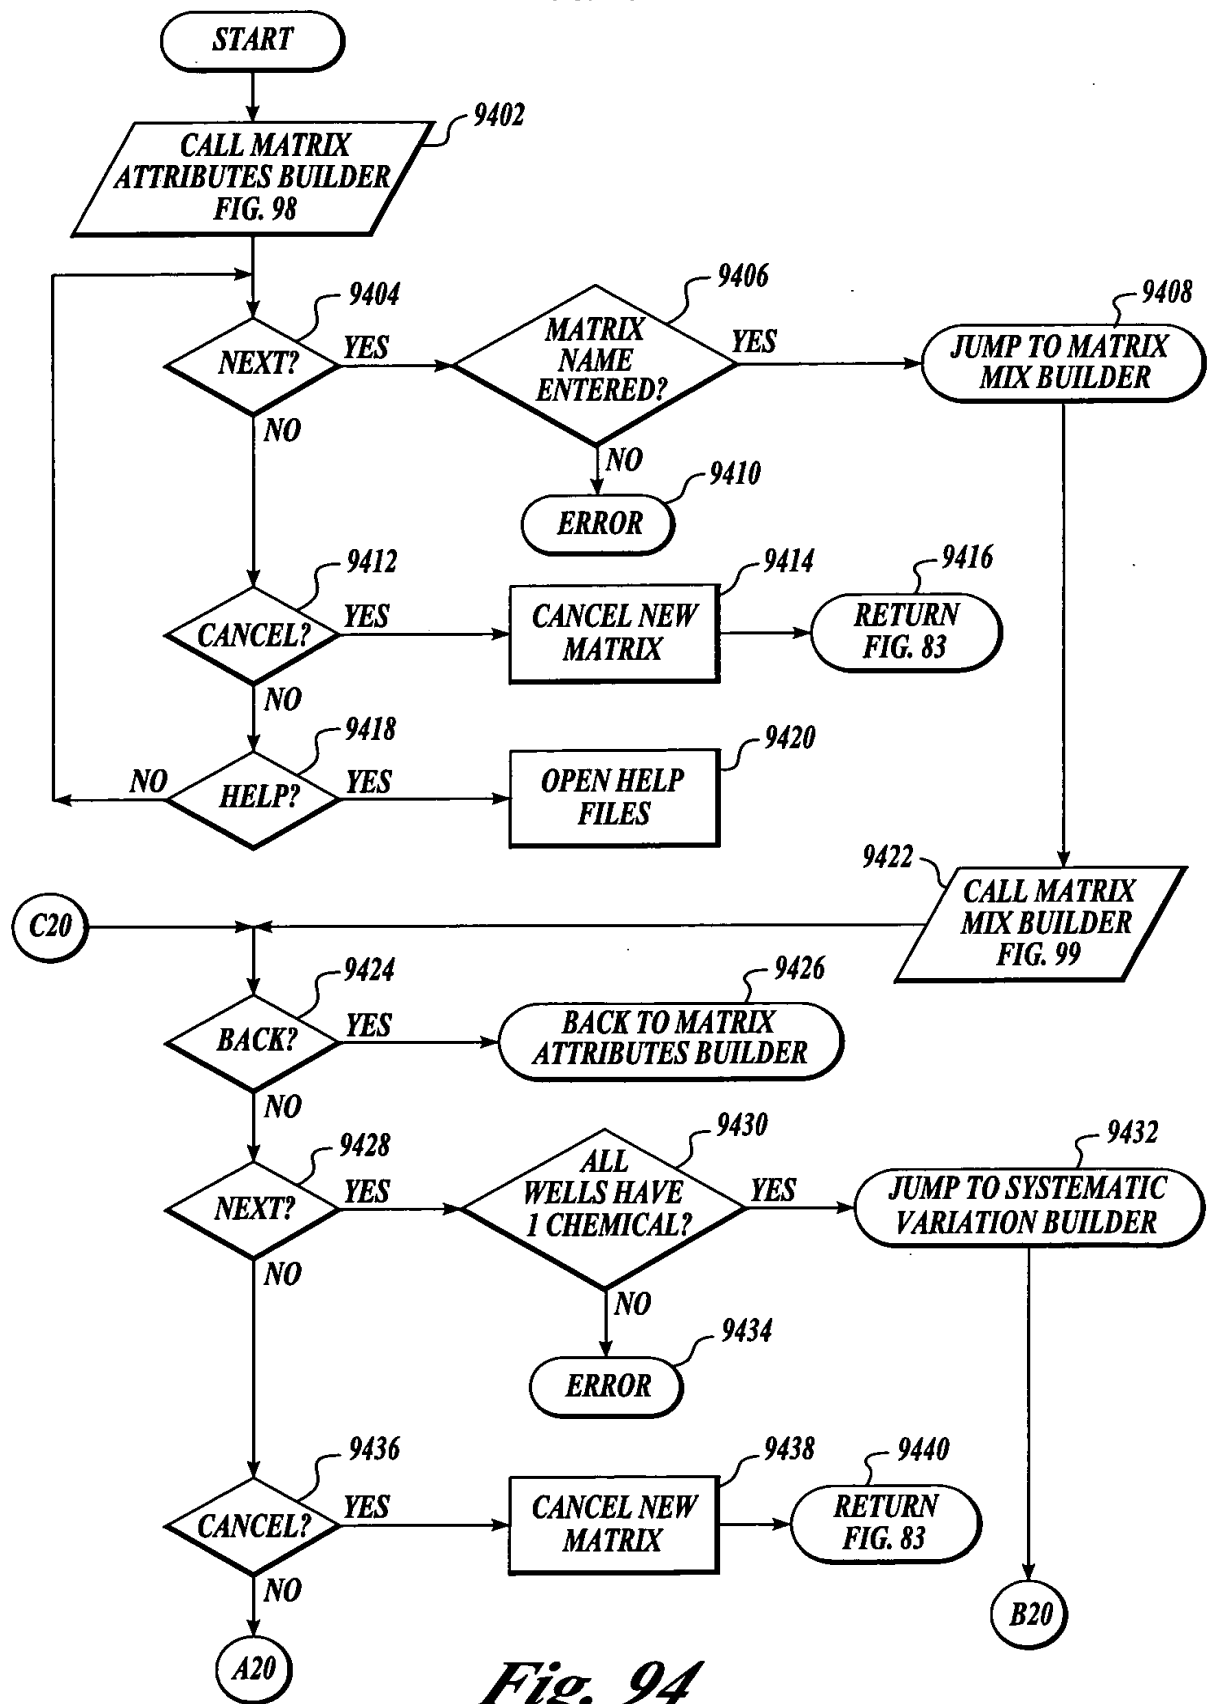 START
9402
CALL MATRIX
ATTRIBUTES BUILDER
FIG. 98
9404
NEXT?
YES
NO
9406
MATRIX
NAME
ENTERED?
YES
NO
9408
JUMP TO MATRIX
MIX BUILDER
9410
ERROR
9412
CANCEL?
YES
NO
9414
CANCEL NEW
MATRIX
9416
RETURN
FIG. 83
9418
HELP?
NO
YES
9420
OPEN HELP
FILES
9422
CALL MATRIX
MIX BUILDER
FIG. 99
C20
9424
BACK?
YES
NO
9426
BACK TO MATRIX
ATTRIBUTES BUILDER
9428
NEXT?
YES
NO
9430
ALL
WELLS HAVE
1 CHEMICAL?
YES
NO
9432
JUMP TO SYSTEMATIC
VARIATION BUILDER
9434
ERROR
9436
CANCEL?
YES
NO
9438
CANCEL NEW
MATRIX
9440
RETURN
FIG. 83
B20
A20
Fig. 94